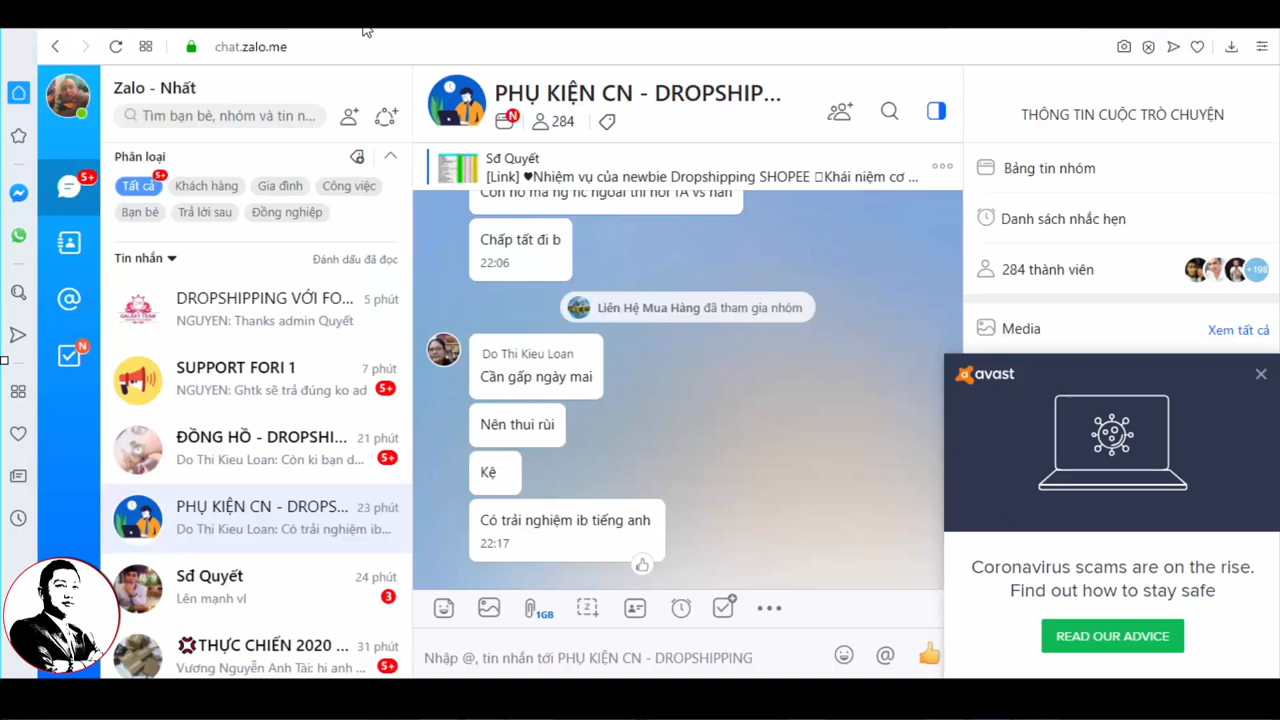 chat.zalo.me
Zalo - Nhất
Tìm bạn bè, nhóm và tin n...
Phân loại
Tất cả
5+
Khách hàng
Gia đình
Công việc
Bạn bè
Trả lời sau
Đồng nghiệp
5+
N
Tin nhắn
Đánh dấu đã đọc
DROPSHIPPING VỚI FO...
5 phút
NGUYEN: Thanks admin Quyết
SUPPORT FORI 1
7 phút
NGUYEN: Ghtk sẽ trả đúng ko ad
5+
ĐỒNG HỒ - DROPSHI...
21 phút
Do Thi Kieu Loan: Còn ki bạn d...
5+
PHỤ KIỆN CN - DROPS...
23 phút
Do Thi Kieu Loan: Có trải nghiệm ib...
Sđ Quyết
24 phút
Lên mạnh vl
3
💢THỰC CHIẾN 2020 ...
31 phút
Vương Nguyễn Anh Tài: hi anh ...
5+
PHỤ KIỆN CN - DROPSHIP...
N
284
Sđ Quyết
[Link] ♥Nhiệm vụ của newbie Dropshipping SHOPEE □Khái niệm cơ ...
Chấp tất đi b
22:06
Liên Hệ Mua Hàng đã tham gia nhóm
Do Thi Kieu Loan
Cần gấp ngày mai
Nên thui rùi
Kệ
Có trải nghiệm ib tiếng anh
22:17
1GB
Nhập @, tin nhắn tới PHỤ KIỆN CN - DROPSHIPPING
THÔNG TIN CUỘC TRÒ CHUYỆN
Bảng tin nhóm
Danh sách nhắc hẹn
284 thành viên
+198
Media
Xem tất cả
avast
Coronavirus scams are on the rise.
Find out how to stay safe
READ OUR ADVICE